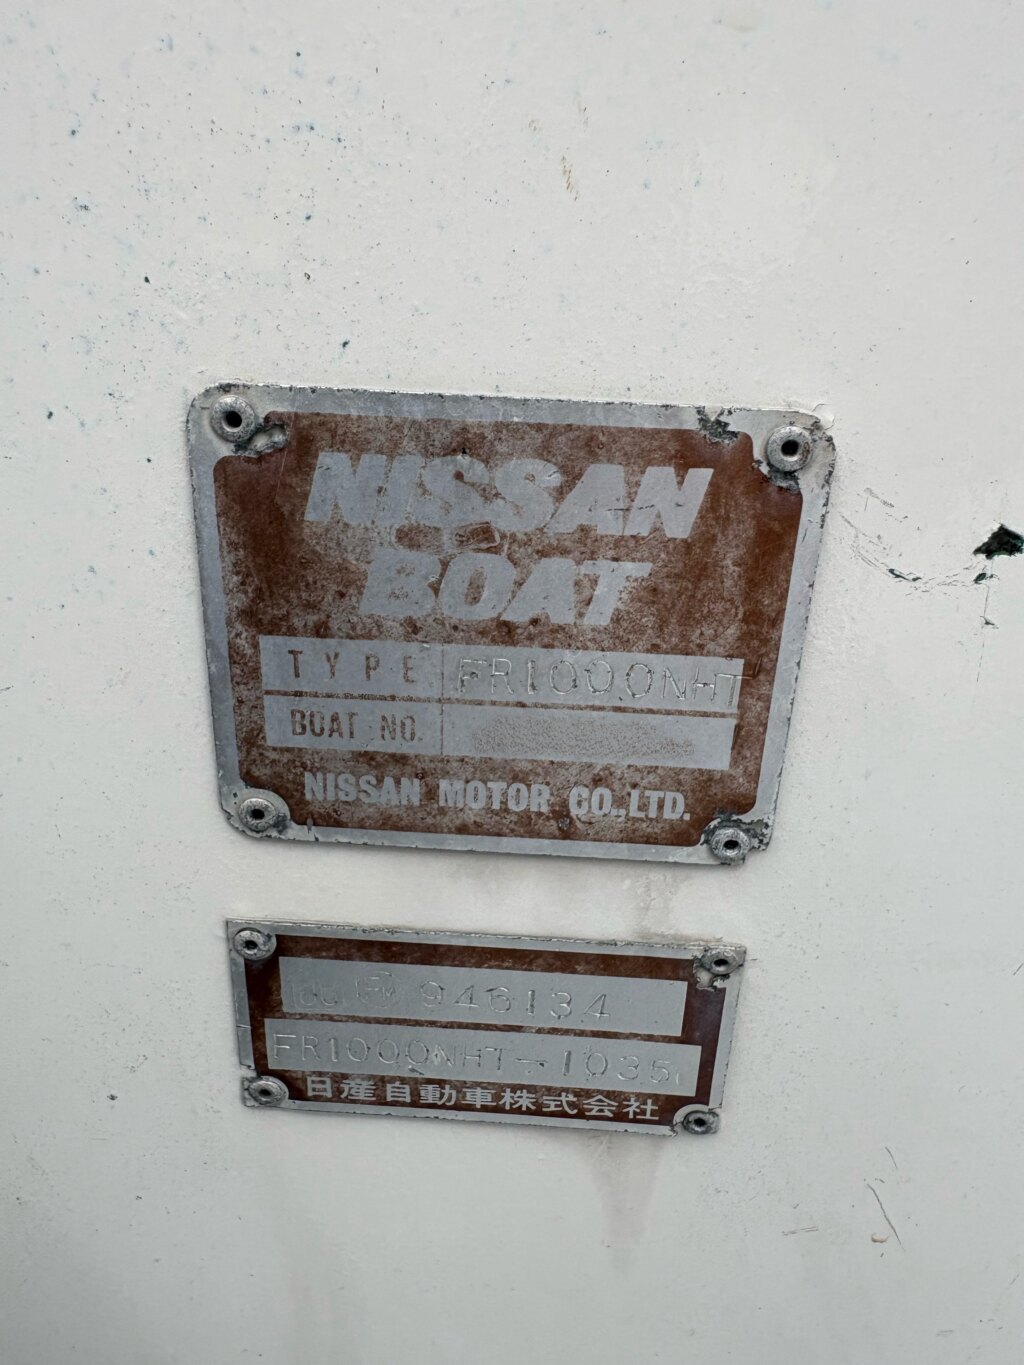 NISSAN
BOAT
TYPE FR1000NHT
BOAT NO.
NISSAN MOTOR CO.,LTD.
946134
FR1000NHT-1035
日産自動車株式会社